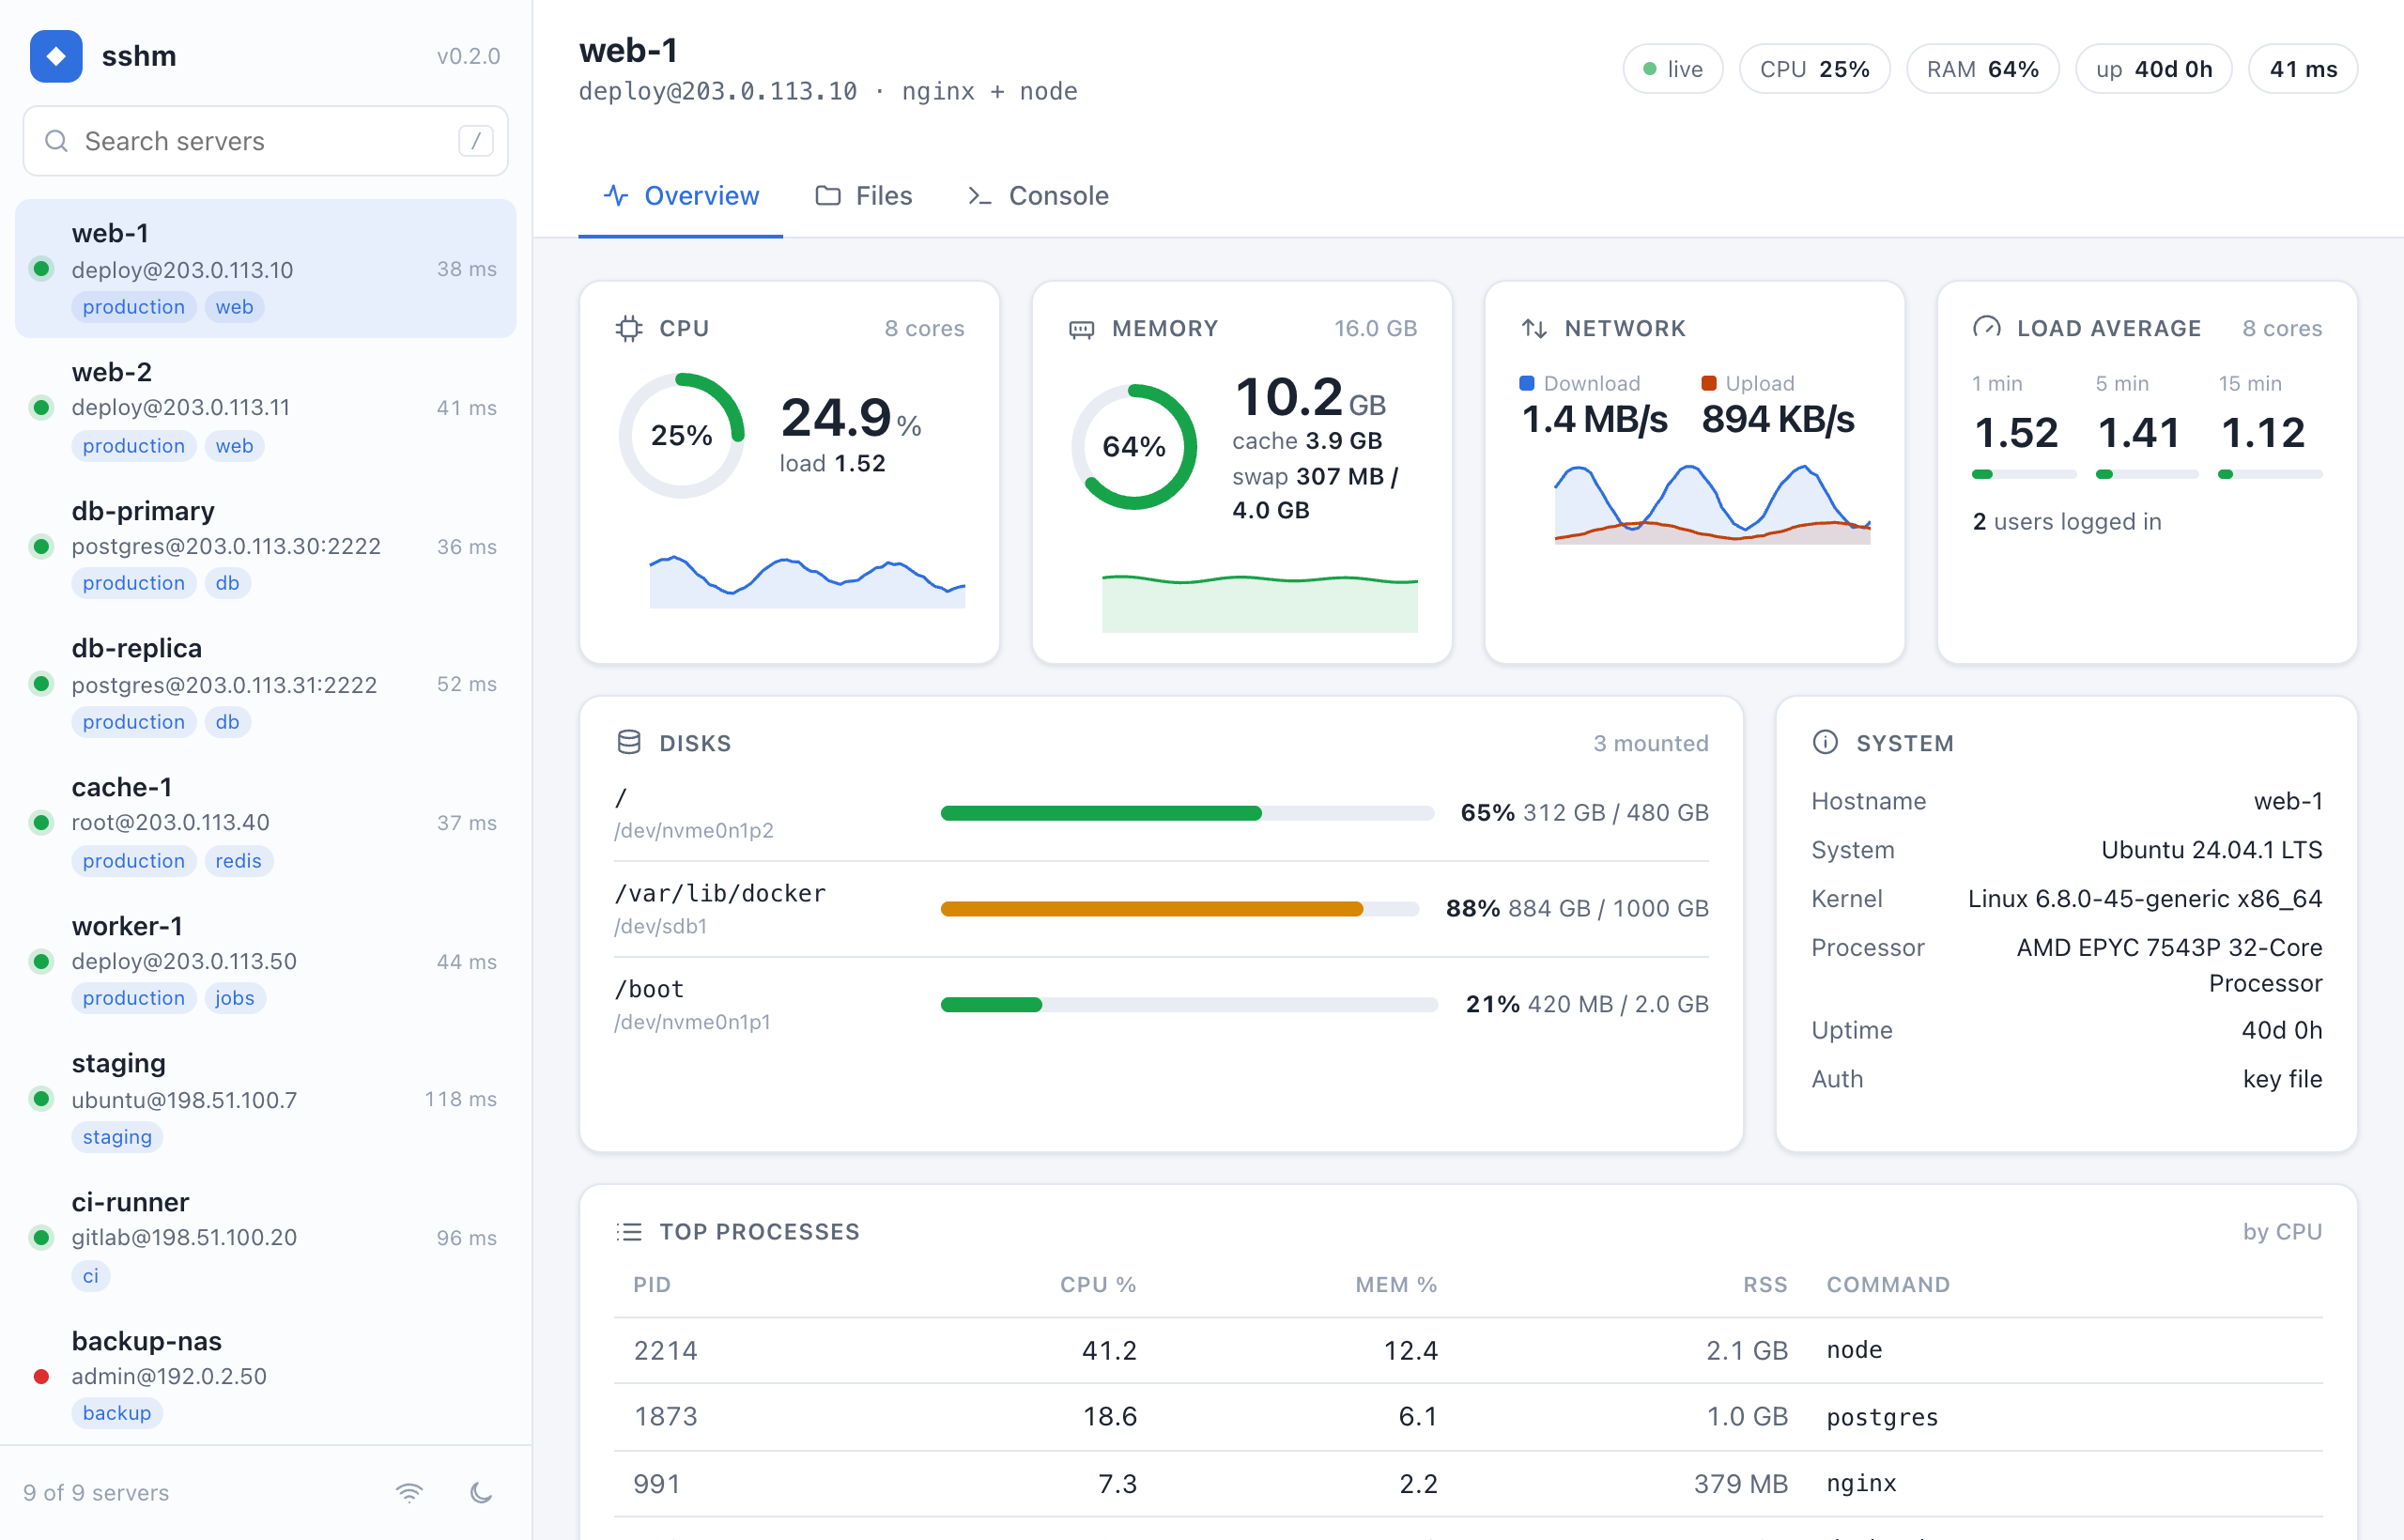 sshm
v0.2.0
Search servers /
web-1
deploy@203.0.113.10
38 ms
production web
web-2
deploy@203.0.113.11
41 ms
production web
db-primary
postgres@203.0.113.30:2222
36 ms
production db
db-replica
postgres@203.0.113.31:2222
52 ms
production db
cache-1
root@203.0.113.40
37 ms
production redis
worker-1
deploy@203.0.113.50
44 ms
production jobs
staging
ubuntu@198.51.100.7
118 ms
staging
ci-runner
gitlab@198.51.100.20
96 ms
ci
backup-nas
admin@192.0.2.50
backup
9 of 9 servers
web-1
deploy@203.0.113.10 · nginx + node
live
CPU 25%
RAM 64%
up 40d 0h
41 ms
Overview
Files
Console
CPU
8 cores
25%
24.9 %
load 1.52
MEMORY
16.0 GB
64%
10.2 GB
cache 3.9 GB
swap 307 MB /
4.0 GB
NETWORK
Download Upload
1.4 MB/s 894 KB/s
LOAD AVERAGE
8 cores
1 min 5 min 15 min
1.52 1.41 1.12
2 users logged in
DISKS
3 mounted
/
/dev/nvme0n1p2
65% 312 GB / 480 GB
/var/lib/docker
/dev/sdb1
88% 884 GB / 1000 GB
/boot
/dev/nvme0n1p1
21% 420 MB / 2.0 GB
SYSTEM
Hostname web-1
System Ubuntu 24.04.1 LTS
Kernel Linux 6.8.0-45-generic x86_64
Processor AMD EPYC 7543P 32-Core
Processor
Uptime 40d 0h
Auth key file
TOP PROCESSES
by CPU
PID CPU % MEM % RSS COMMAND
2214 41.2 12.4 2.1 GB node
1873 18.6 6.1 1.0 GB postgres
991 7.3 2.2 379 MB nginx